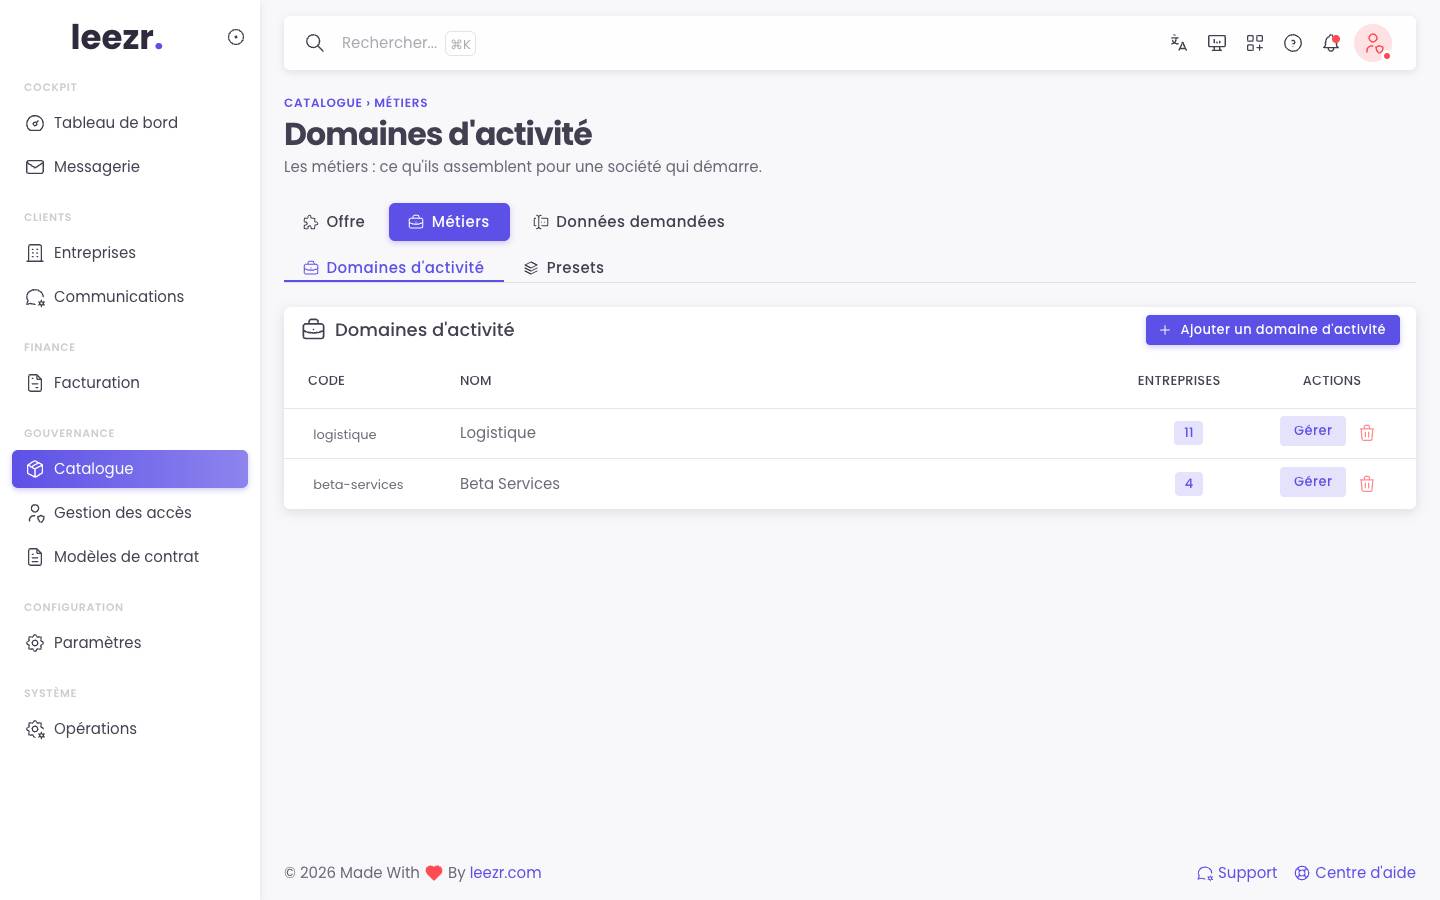 leezr.
COCKPIT
Tableau de bord
Messagerie
CLIENTS
Entreprises
Communications
FINANCE
Facturation
GOUVERNANCE
Catalogue
Gestion des accès
Modèles de contrat
CONFIGURATION
Paramètres
SYSTÈME
Opérations
Rechercher... ⌘K
CATALOGUE › MÉTIERS
Domaines d'activité
Les métiers : ce qu'ils assemblent pour une société qui démarre.
Offre Métiers Données demandées
Domaines d'activité Presets
Domaines d'activité Ajouter un domaine d'activité
CODE NOM ENTREPRISES ACTIONS
logistique Logistique 11 Gérer
beta-services Beta Services 4 Gérer
© 2026 Made With By leezr.com Support Centre d'aide